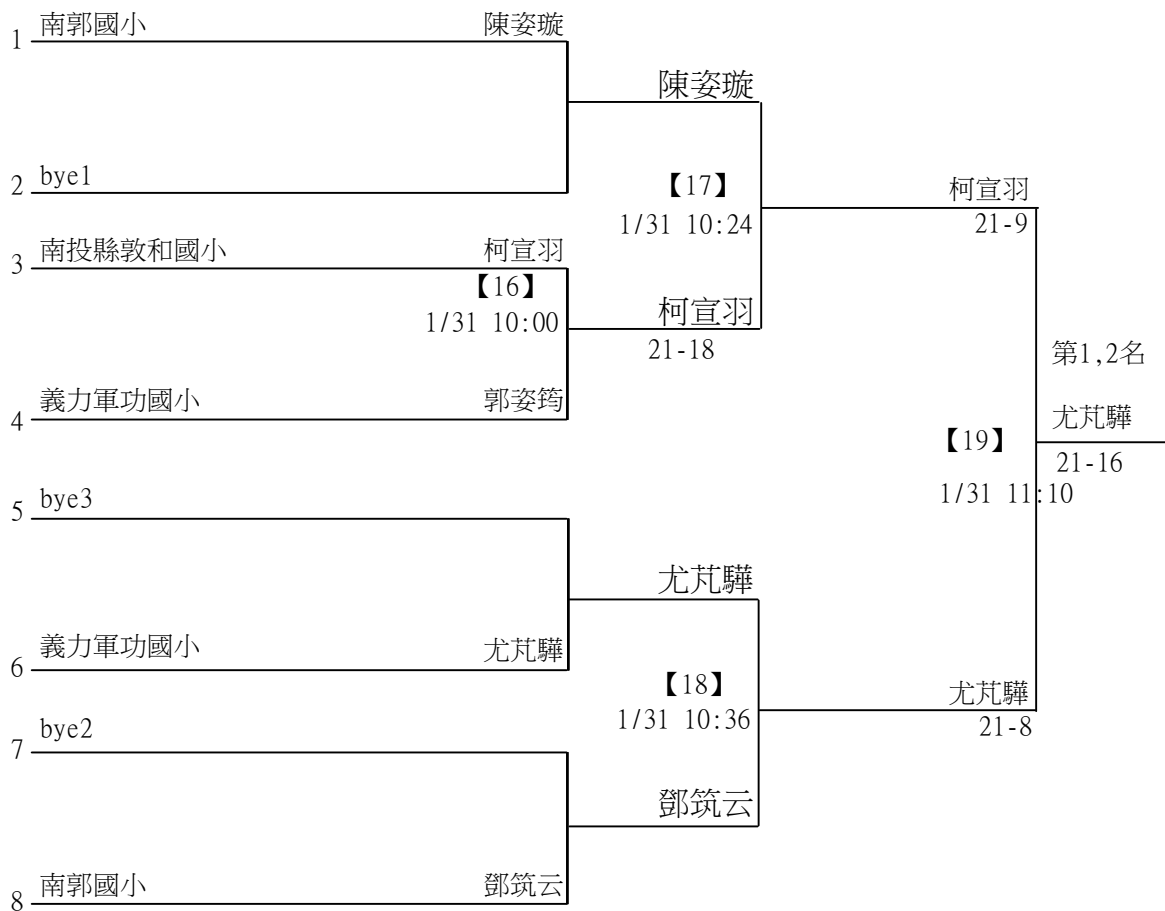 1 南郭國小 陳姿璇
陳姿璇
2 bye1
【17】
1/31 10:24
柯宣羽
21-9
3 南投縣敦和國小 柯宣羽
【16】
1/31 10:00
柯宣羽
21-18
第1,2名
4 義力軍功國小 郭姿筠
尤芃驊
21-16
【19】
1/31 11:10
5 bye3
尤芃驊
6 義力軍功國小 尤芃驊
【18】
1/31 10:36
尤芃驊
21-8
7 bye2
鄧筑云
8 南郭國小 鄧筑云